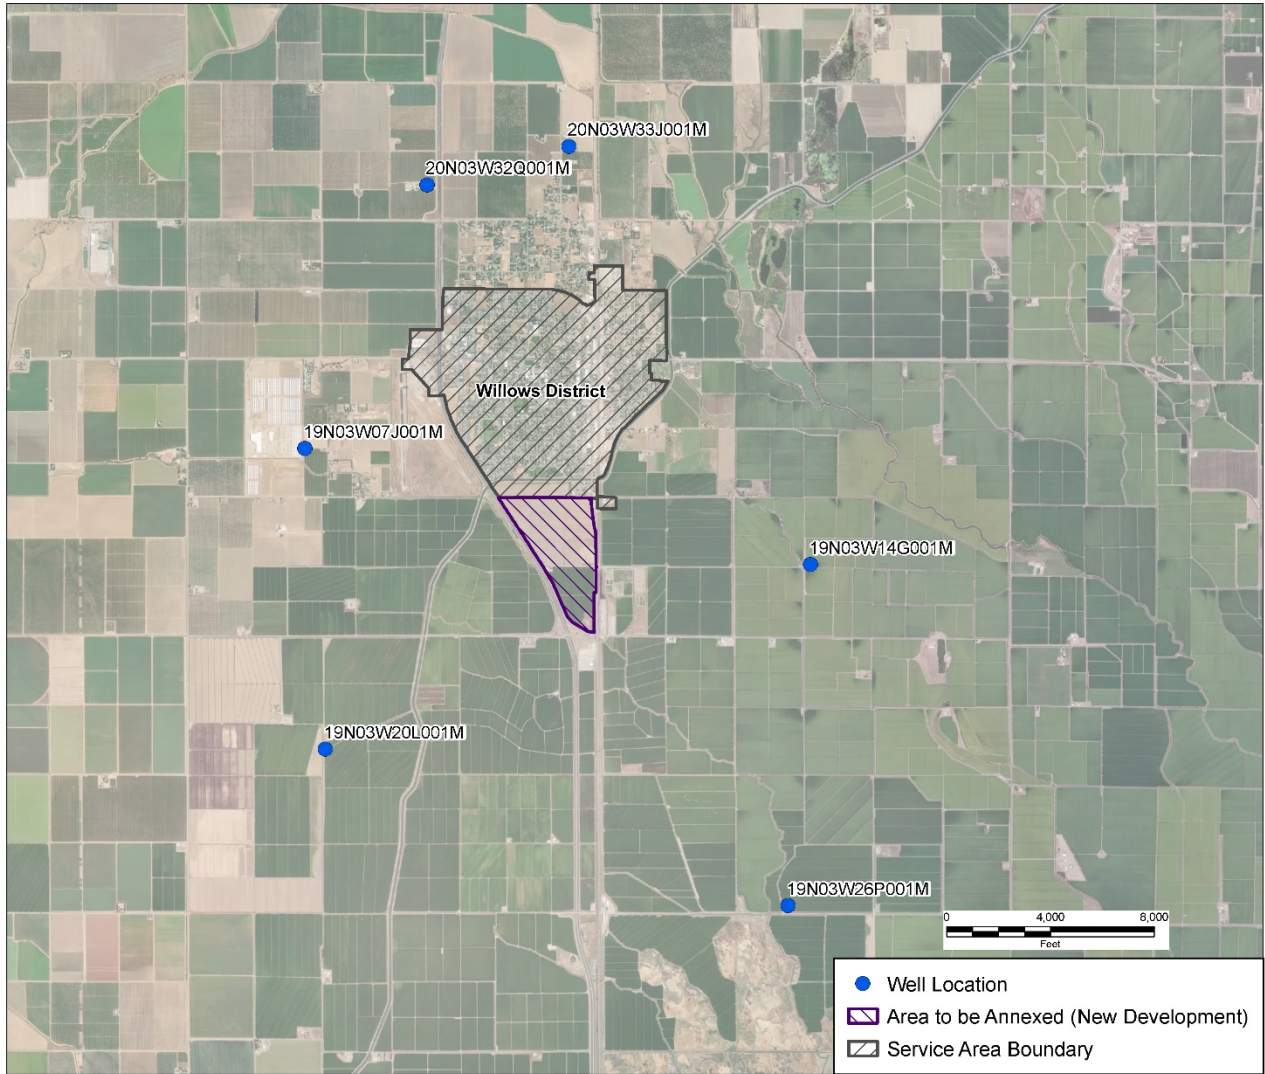 20N03W33J001M
20N03W32Q001M
Willows District
19N03W07J001M
19N03W14G001M
19N03W20L001M
19N03W26P001M
0 4,000 8,000
Feet
Well Location
Area to be Annexed (New Development)
Service Area Boundary